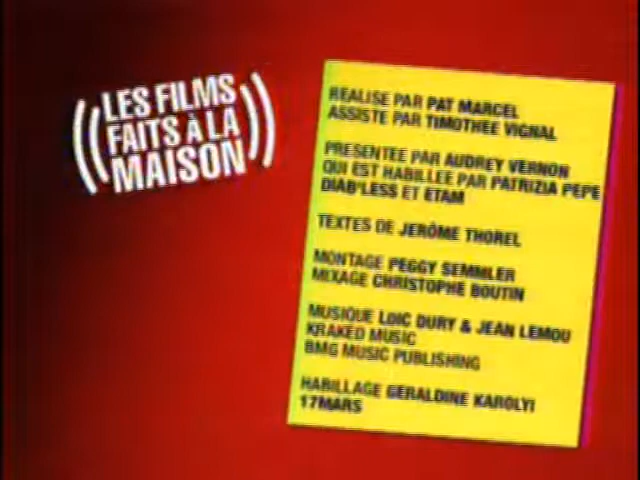 LES FILMS
FAITS À LA
MAISON
REALISE PAR PAT MARCEL
ASSISTE PAR TIMOTHEE VIGNAL
PRESENTEE PAR AUDREY VERNON
QUI EST HABILLEE PAR PATRIZIA PEPE
DIAB'LESS ET ETAM
TEXTES DE JERÔME THOREL
MONTAGE PEGGY SEMMLER
MIXAGE CHRISTOPHE BOUTIN
MUSIQUE LOIC DURY & JEAN LEMOU
KRAKED MUSIC
BMG MUSIC PUBLISHING
HABILLAGE GERALDINE KAROLYI
17MARS